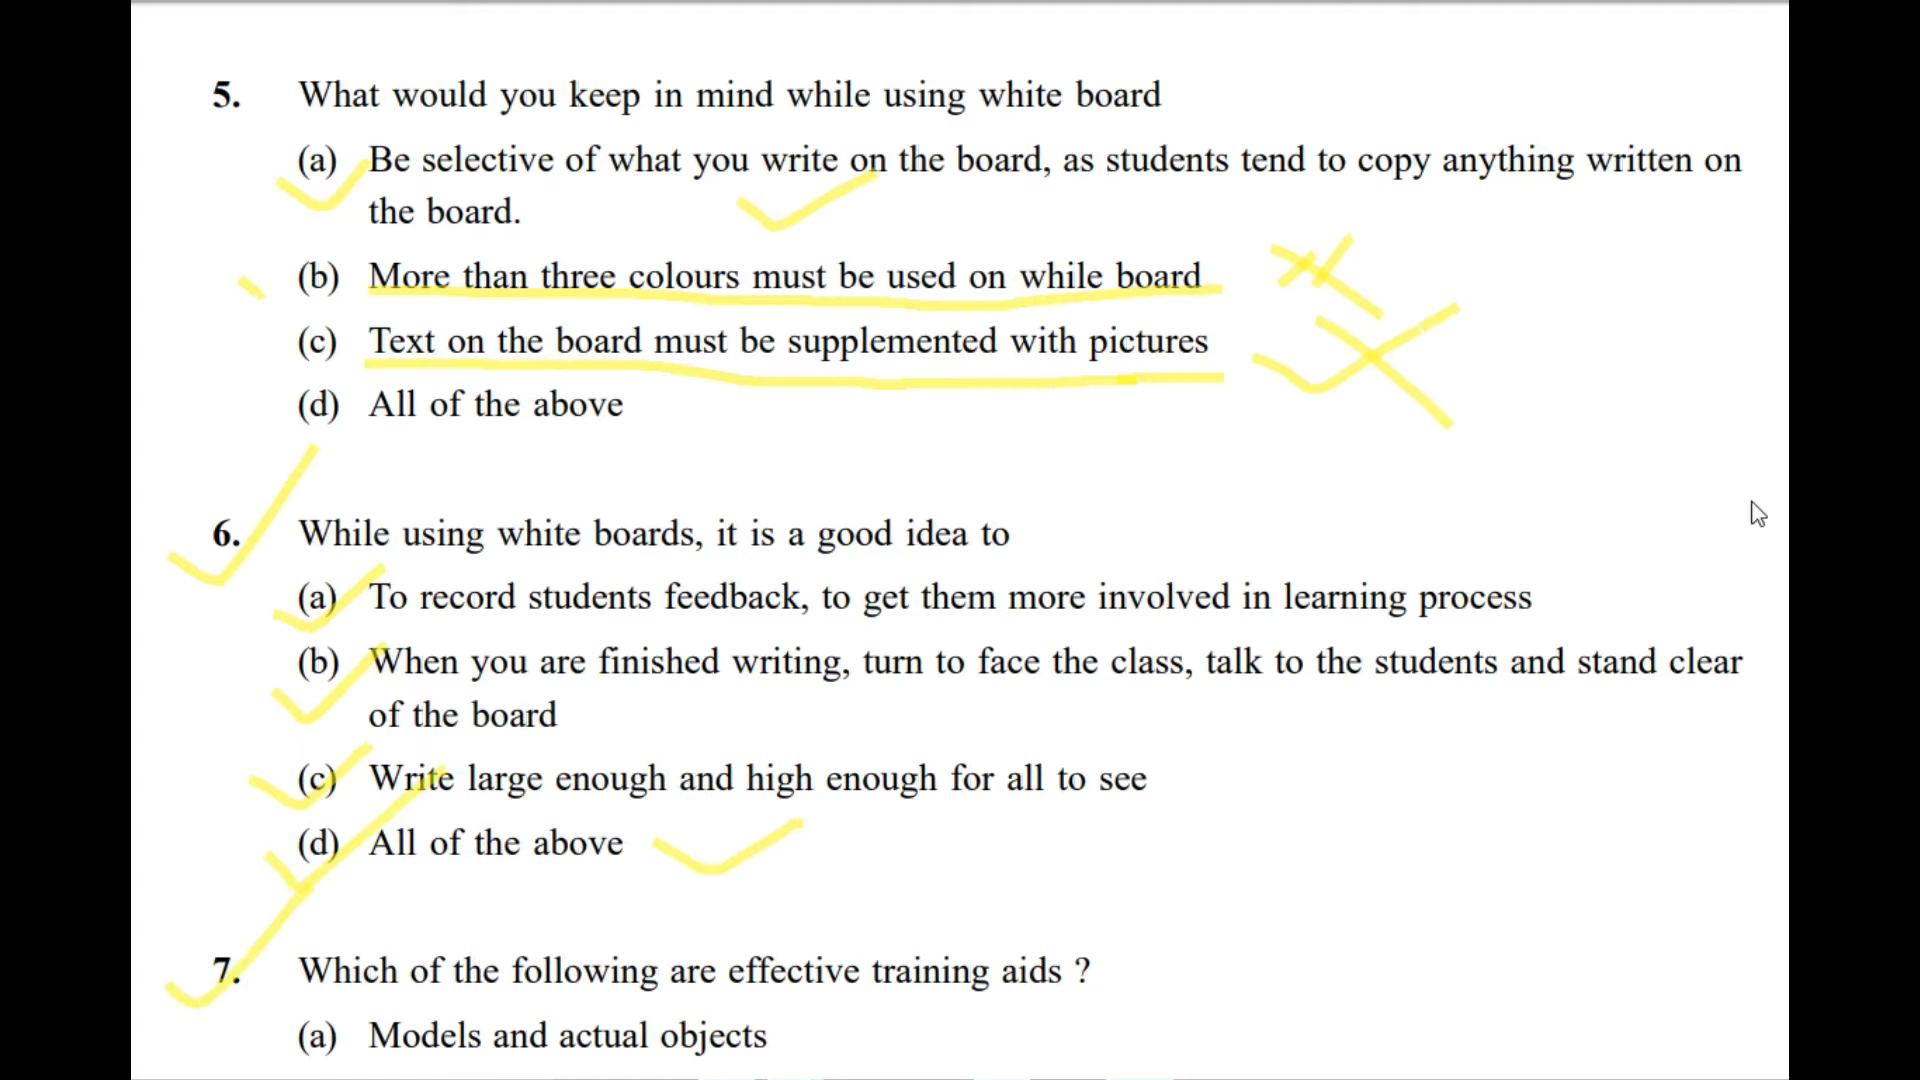 5. What would you keep in mind while using white board
(a) Be selective of what you write on the board, as students tend to copy anything written on
the board.
(b) More than three colours must be used on while board
(c) Text on the board must be supplemented with pictures
(d) All of the above
6. While using white boards, it is a good idea to
(a) To record students feedback, to get them more involved in learning process
(b) When you are finished writing, turn to face the class, talk to the students and stand clear
of the board
(c) Write large enough and high enough for all to see
(d) All of the above
7. Which of the following are effective training aids ?
(a) Models and actual objects